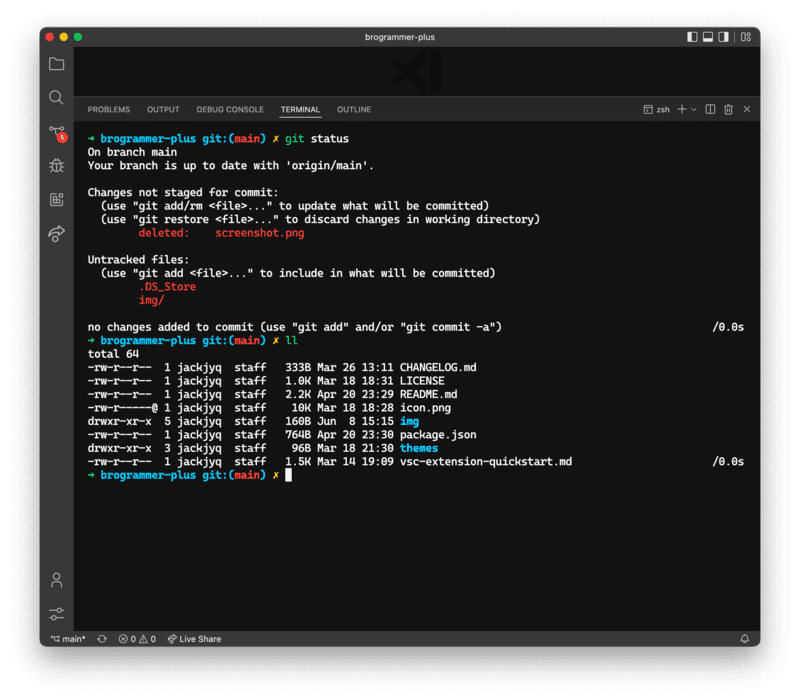 brogrammer-plus
PROBLEMS OUTPUT DEBUG CONSOLE TERMINAL OUTLINE zsh
→ brogrammer-plus git:(main) ✗ git status
On branch main
Your branch is up to date with 'origin/main'.
Changes not staged for commit:
(use "git add/rm <file>..." to update what will be committed)
(use "git restore <file>..." to discard changes in working directory)
deleted: screenshot.png
Untracked files:
(use "git add <file>..." to include in what will be committed)
.DS_Store
img/
no changes added to commit (use "git add" and/or "git commit -a") /0.0s
→ brogrammer-plus git:(main) ✗ ll
total 64
-rw-r--r-- 1 jackjyq staff 333B Mar 26 13:11 CHANGELOG.md
-rw-r--r-- 1 jackjyq staff 1.0K Mar 18 18:31 LICENSE
-rw-r--r-- 1 jackjyq staff 2.2K Apr 20 23:29 README.md
-rw-r-----@ 1 jackjyq staff 10K Mar 18 18:28 icon.png
drwxr-xr-x 5 jackjyq staff 160B Jun 8 15:15 img
-rw-r--r-- 1 jackjyq staff 764B Apr 20 23:30 package.json
drwxr-xr-x 3 jackjyq staff 96B Mar 18 21:30 themes
-rw-r--r-- 1 jackjyq staff 1.5K Mar 14 19:09 vsc-extension-quickstart.md /0.0s
→ brogrammer-plus git:(main) ✗
main* 0 0 Live Share